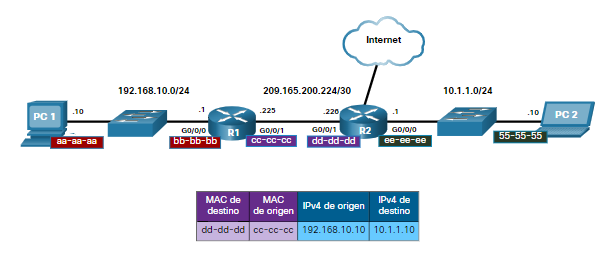 Internet
192.168.10.0/24
209.165.200.224/30
10.1.1.0/24
PC 1
.10
.1
.225
.226
.1
.10
PC 2
G0/0/0
R1
G0/0/1
G0/0/1
R2
G0/0/0
aa-aa-aa
bb-bb-bb
cc-cc-cc
dd-dd-dd
ee-ee-ee
55-55-55
MAC de destino
MAC de origen
IPv4 de origen
IPv4 de destino
dd-dd-dd
cc-cc-cc
192.168.10.10
10.1.1.10